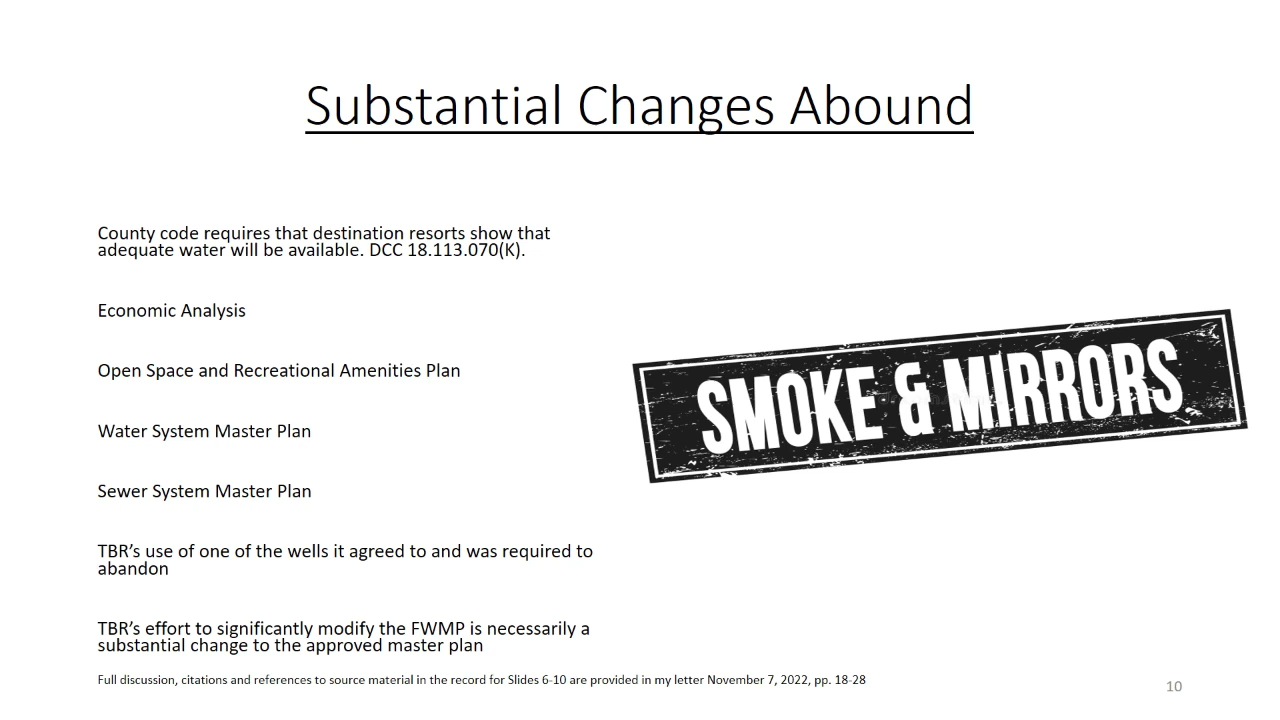 Substantial Changes Abound
County code requires that destination resorts show that
adequate water will be available. DCC 18.113.070(K).
Economic Analysis
Open Space and Recreational Amenities Plan
Water System Master Plan
Sewer System Master Plan
TBR’s use of one of the wells it agreed to and was required to
abandon
TBR’s effort to significantly modify the FWMP is necessarily a
substantial change to the approved master plan
SMOKE & MIRRORS
Full discussion, citations and references to source material in the record for Slides 6-10 are provided in my letter November 7, 2022, pp. 18-28
10